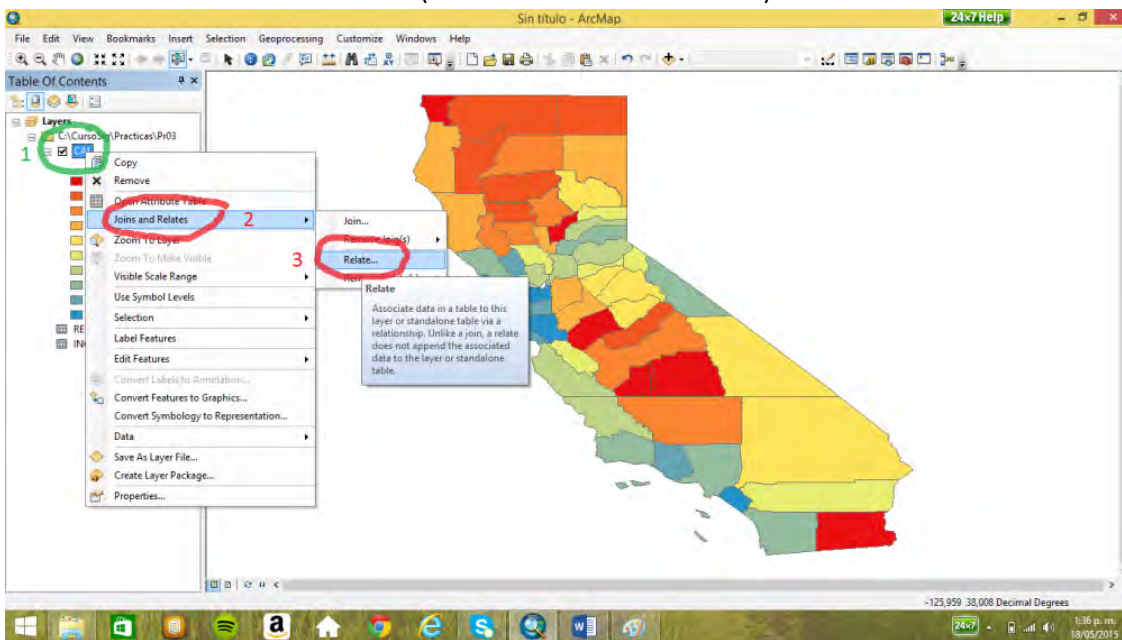 Sin título - ArcMap
24×7 Help
File Edit View Bookmarks Insert Selection Geoprocessing Customize Windows Help
Table Of Contents
Layers
C:\CursoSig\Practicas\Pr03
1
Copy
Remove
Open Attribute Table
Joins and Relates
2
Join...
Zoom To Layer
Remove Join(s)
Zoom To Make Visible
3
Relate...
Visible Scale Range
Use Symbol Levels
Relate
Associate data in a table to this
layer or standalone table via a
relationship. Unlike a join, a relate
does not append the associated
data to the layer or standalone
table.
Selection
RE
Label Features
Edit Features
Convert Labels to Annotation...
Convert Features to Graphics...
Convert Symbology to Representation...
Data
Save As Layer File...
Create Layer Package...
Properties...
-125,959 38,008 Decimal Degrees
24×7
1:36 p. m.
18/05/2015